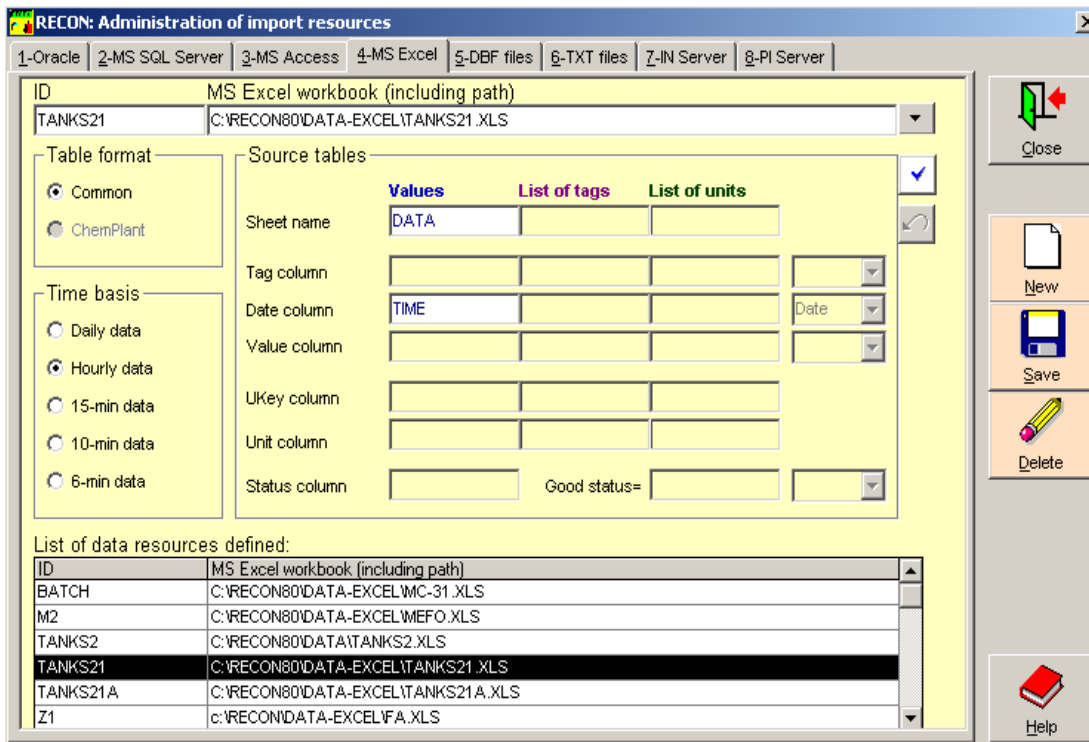 RECON: Administration of import resources
1-Oracle 2-MS SQL Server 3-MS Access 4-MS Excel 5-DBF files 6-TXT files 7-IN Server 8-PI Server
ID MS Excel workbook (including path)
TANKS21 C:\RECON80\DATA-EXCEL\TANKS21.XLS
Close
Table format
Common
ChemPlant
Time basis
Daily data
Hourly data
15-min data
10-min data
6-min data
Source tables
Values List of tags List of units
Sheet name DATA
Tag column
Date column TIME Date
Value column
UKey column
Unit column
Status column Good status=
New
Save
Delete
List of data resources defined:
ID MS Excel workbook (including path)
BATCH C:\RECON80\DATA-EXCEL\MC-31.XLS
M2 C:\RECON80\DATA-EXCEL\MEFO.XLS
TANKS2 C:\RECON80\DATA\TANKS2.XLS
TANKS21 C:\RECON80\DATA-EXCEL\TANKS21.XLS
TANKS21A C:\RECON80\DATA-EXCEL\TANKS21A.XLS
Z1 c:\RECON\DATA-EXCEL\FA.XLS
Help